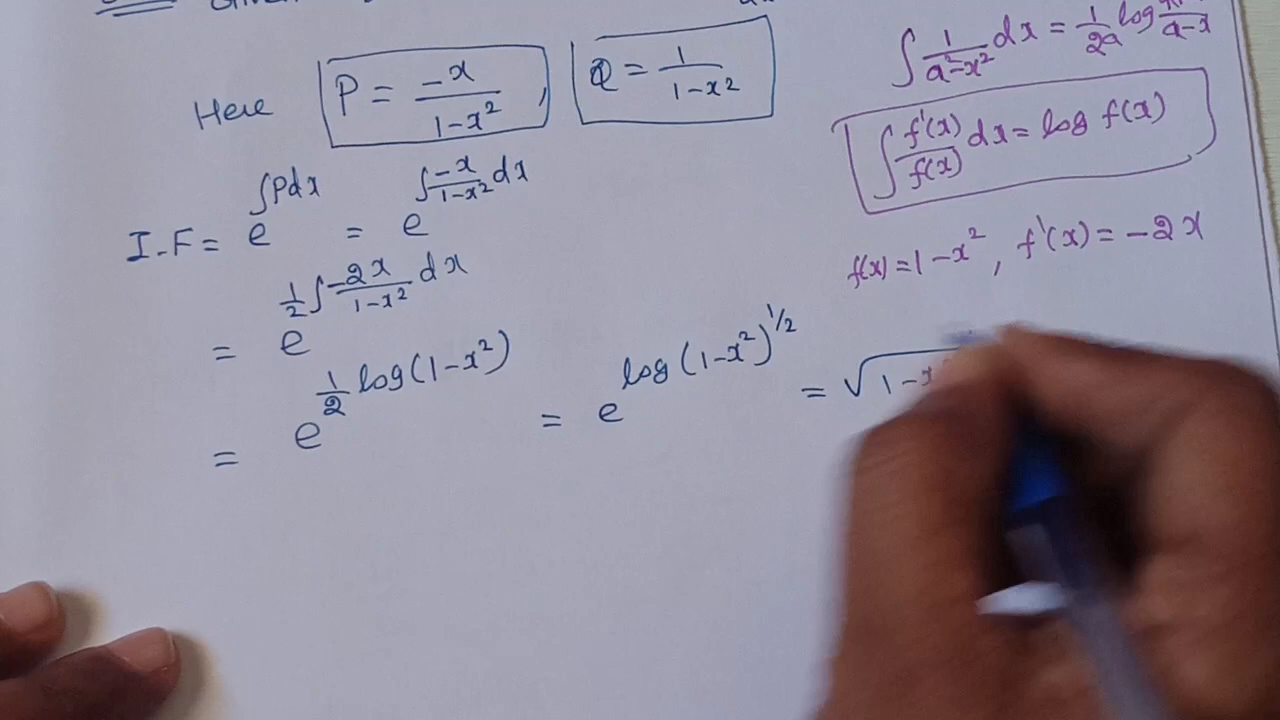 Given
Here P = -x/(1-x²), Q = 1/(1-x²)
∫ 1/(a²-x²) dx = 1/2a log /(a-x)
∫ f'(x)/f(x) dx = log f(x)
I.F = e^(∫Pdx) = e^(∫ -x/(1-x²) dx)
f(x) = 1-x², f'(x) = -2x
= e^(1/2 ∫ -2x/(1-x²) dx)
= e^(1/2 log(1-x²)) = e^(log(1-x²)^(1/2)) = √1-x